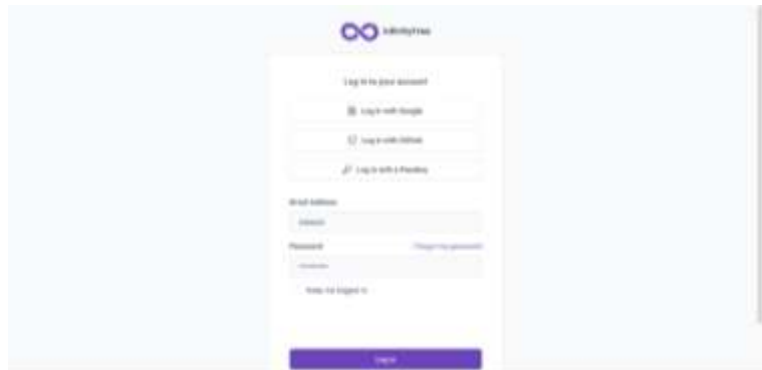 InfinityFree
Log in to your account
Log in with Google
Log in with GitHub
Log in with a Passkey
Email Address
Password
I forgot my password
Keep me logged in
Log in